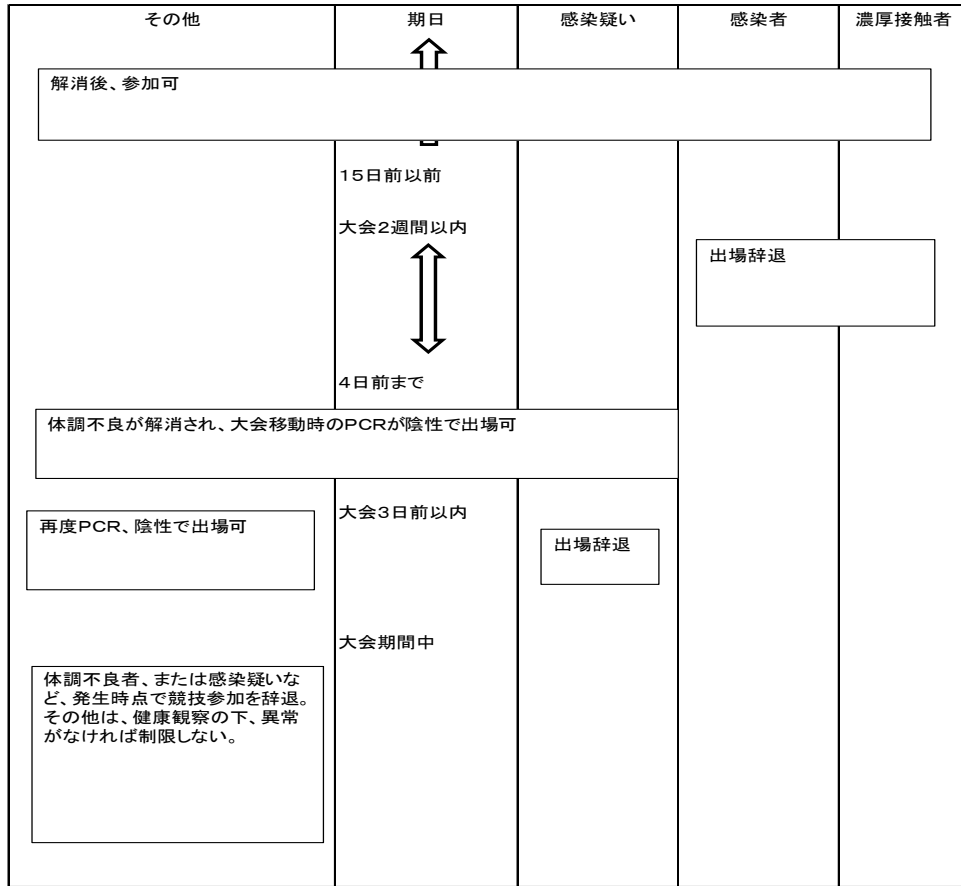 その他 期日 感染疑い 感染者 濃厚接触者
解消後、参加可
15日前以前
大会2週間以内
出場辞退
4日前まで
体調不良が解消され、大会移動時のPCRが陰性で出場可
大会3日前以内
再度PCR、陰性で出場可
出場辞退
大会期間中
体調不良者、または感染疑いな
ど、発生時点で競技参加を辞退。
その他は、健康観察の下、異常
がなければ制限しない。